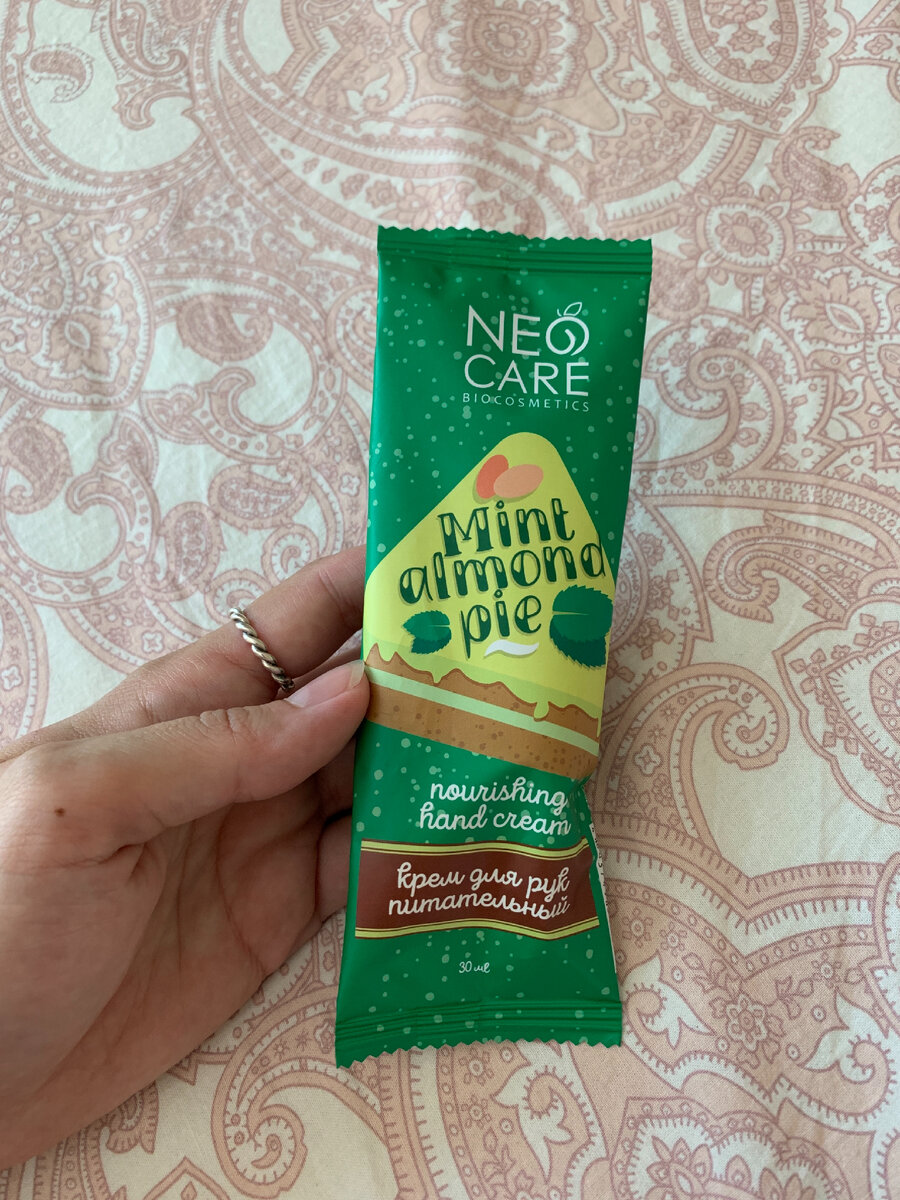 NEO
CARE
BIOCOSMETICS
Mint
almond
pie
nourishing
hand cream
крем для рук
питательный
30 мл